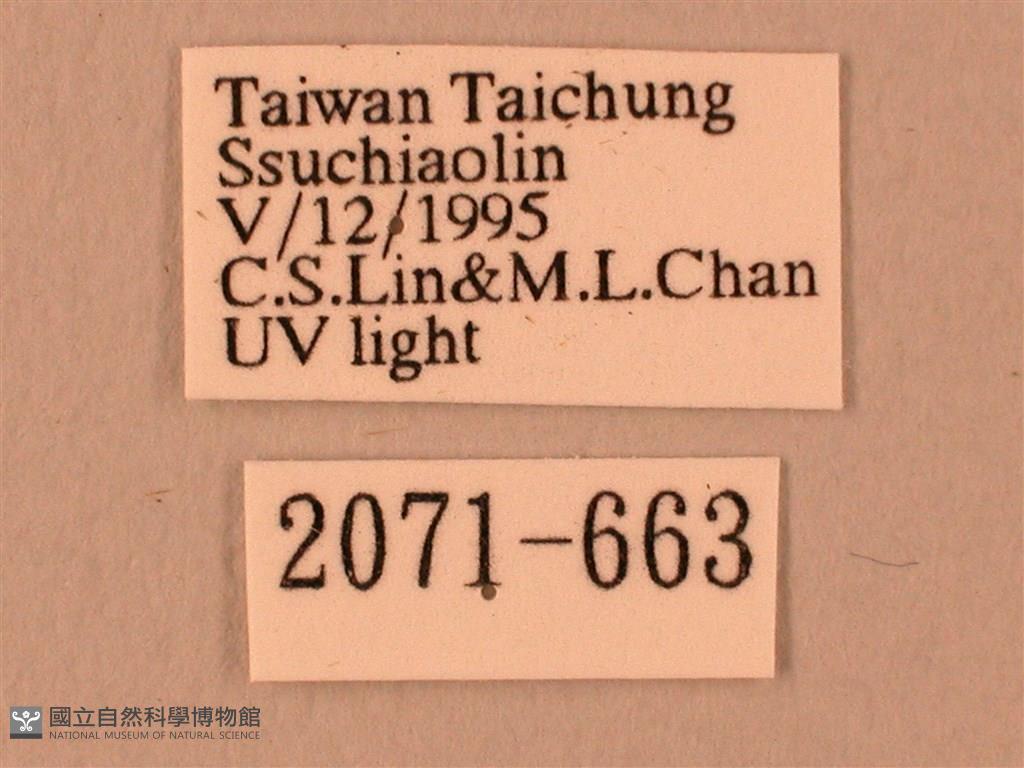 Taiwan Taichung
Ssuchiaolin
V/12/1995
C.S.Lin&M.L.Chan
UV light
2071-663
國立自然科學博物館
NATIONAL MUSEUM OF NATURAL SCIENCE